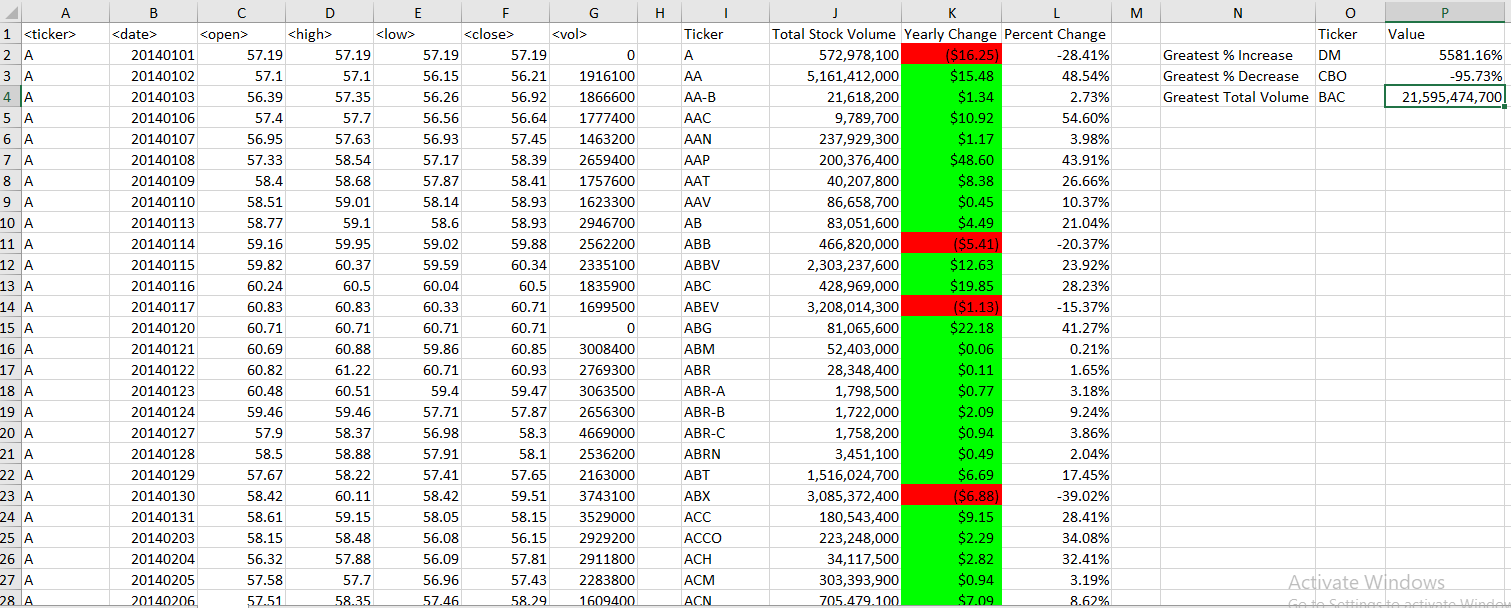 A B C D E F G H I J K L M N O P
1 <ticker> <date> <open> <high> <low> <close> <vol> Ticker Total Stock Volume Yearly Change Percent Change Ticker Value
2 A 20140101 57.19 57.19 57.19 57.19 0 A 572,978,100 ($16.25) -28.41% Greatest % Increase DM 5581.16%
3 A 20140102 57.1 57.1 56.15 56.21 1916100 AA 5,161,412,000 $15.48 48.54% Greatest % Decrease CBO -95.73%
4 A 20140103 56.39 57.35 56.26 56.92 1866600 AA-B 21,618,200 $1.34 2.73% Greatest Total Volume BAC 21,595,474,700
5 A 20140106 57.4 57.7 56.56 56.64 1777400 AAC 9,789,700 $10.92 54.60%
6 A 20140107 56.95 57.63 56.93 57.45 1463200 AAN 237,929,300 $1.17 3.98%
7 A 20140108 57.33 58.54 57.17 58.39 2659400 AAP 200,376,400 $48.60 43.91%
8 A 20140109 58.4 58.68 57.87 58.41 1757600 AAT 40,207,800 $8.38 26.66%
9 A 20140110 58.51 59.01 58.14 58.93 1623300 AAV 86,658,700 $0.45 10.37%
10 A 20140113 58.77 59.1 58.6 58.93 2946700 AB 83,051,600 $4.49 21.04%
11 A 20140114 59.16 59.95 59.02 59.88 2562200 ABB 466,820,000 ($5.41) -20.37%
12 A 20140115 59.82 60.37 59.59 60.34 2335100 ABBV 2,303,237,600 $12.63 23.92%
13 A 20140116 60.24 60.5 60.04 60.5 1835900 ABC 428,969,000 $19.85 28.23%
14 A 20140117 60.83 60.83 60.33 60.71 1699500 ABEV 3,208,014,300 ($1.13) -15.37%
15 A 20140120 60.71 60.71 60.71 60.71 0 ABG 81,065,600 $22.18 41.27%
16 A 20140121 60.69 60.88 59.86 60.85 3008400 ABM 52,403,000 $0.06 0.21%
17 A 20140122 60.82 61.22 60.71 60.93 2769300 ABR 28,348,400 $0.11 1.65%
18 A 20140123 60.48 60.51 59.4 59.47 3063500 ABR-A 1,798,500 $0.77 3.18%
19 A 20140124 59.46 59.46 57.71 57.87 2656300 ABR-B 1,722,000 $2.09 9.24%
20 A 20140127 57.9 58.37 56.98 58.3 4669000 ABR-C 1,758,200 $0.94 3.86%
21 A 20140128 58.5 58.88 57.91 58.1 2536200 ABRN 3,451,100 $0.49 2.04%
22 A 20140129 57.67 58.22 57.41 57.65 2163000 ABT 1,516,024,700 $6.69 17.45%
23 A 20140130 58.42 60.11 58.42 59.51 3743100 ABX 3,085,372,400 ($6.88) -39.02%
24 A 20140131 58.61 59.15 58.05 58.15 3529000 ACC 180,543,400 $9.15 28.41%
25 A 20140203 58.15 58.48 56.08 56.15 2929200 ACCO 223,248,000 $2.29 34.08%
26 A 20140204 56.32 57.88 56.09 57.81 2911800 ACH 34,117,500 $2.82 32.41%
27 A 20140205 57.58 57.7 56.96 57.43 2283800 ACM 303,393,900 $0.94 3.19%
Activate Windows
28 A 20140206 57.51 58.35 57.46 58.29 1609400 ACN 705,479,100 $7.09 8.62%
Go to Settings to activate Window